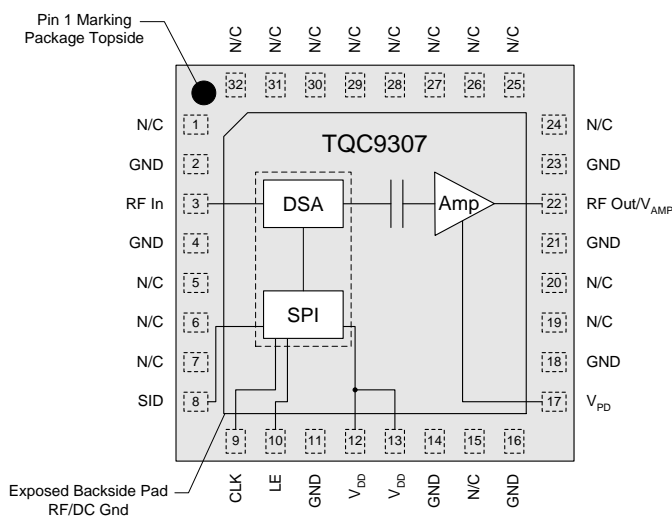 Pin 1 Marking
Package Topside
N/C
N/C
N/C
N/C
N/C
N/C
N/C
N/C
32
31
30
29
28
27
26
25
N/C
1
GND
2
RF In
3
GND
4
N/C
5
N/C
6
N/C
7
SID
8
TQC9307
DSA
Amp
SPI
24
N/C
23
GND
22
RF Out/VAMP
21
GND
20
N/C
19
N/C
18
GND
17
VPD
9
10
11
12
13
14
15
16
CLK
LE
GND
VDD
VDD
GND
N/C
GND
Exposed Backside Pad
RF/DC Gnd